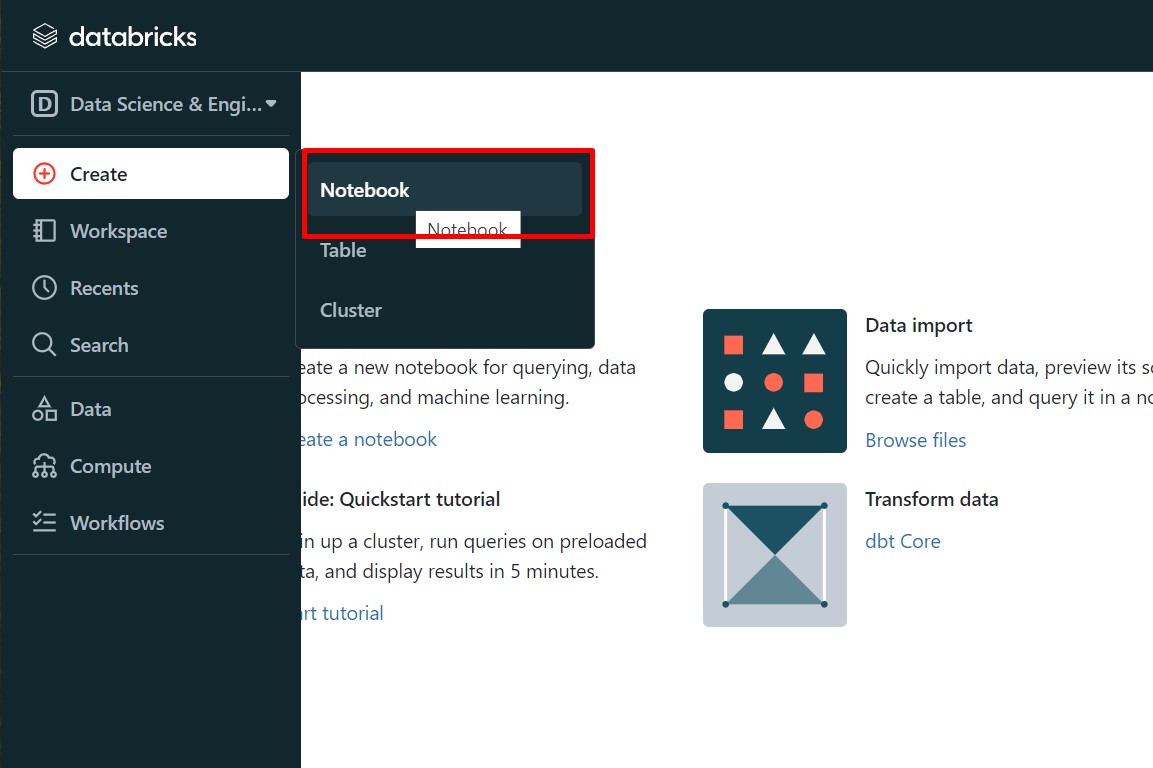 databricks
D Data Science & Engi...
Create
Workspace
Recents
Search
Data
Compute
Workflows
Notebook
Notebook
Table
Cluster
eate a new notebook for querying, data
ocessing, and machine learning.
eate a notebook
ide: Quickstart tutorial
in up a cluster, run queries on preloaded
ta, and display results in 5 minutes.
art tutorial
Data import
Quickly import data, preview its sc
create a table, and query it in a no
Browse files
Transform data
dbt Core